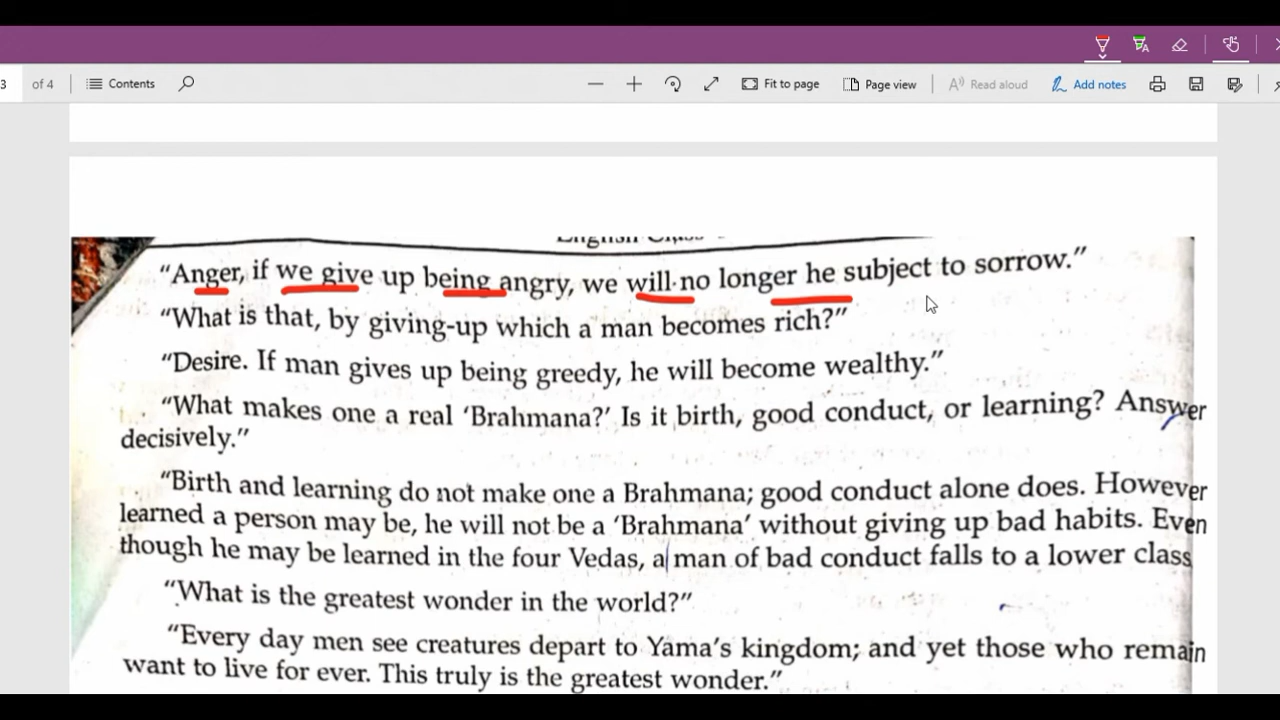 3 of 4 Contents Fit to page Page view Read aloud Add notes
"Anger, if we give up being angry, we will no longer he subject to sorrow."
"What is that, by giving-up which a man becomes rich?"
"Desire. If man gives up being greedy, he will become wealthy."
"What makes one a real 'Brahmana?' Is it birth, good conduct, or learning? Answer
decisively."
"Birth and learning do not make one a Brahmana; good conduct alone does. However
learned a person may be, he will not be a 'Brahmana' without giving up bad habits. Even
though he may be learned in the four Vedas, a man of bad conduct falls to a lower class
"What is the greatest wonder in the world?"
"Every day men see creatures depart to Yama's kingdom; and yet those who remain
want to live for ever. This truly is the greatest wonder."